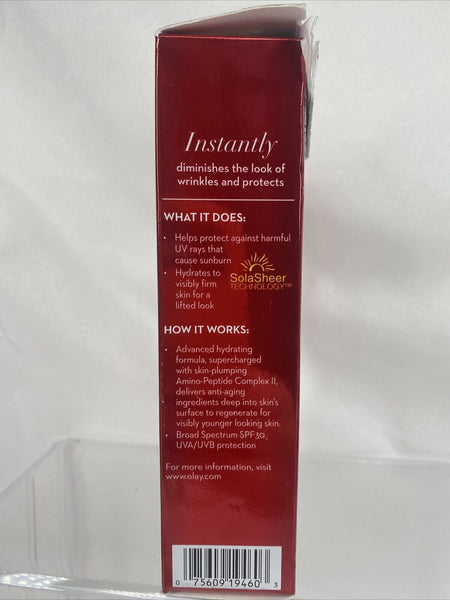 Instantly
diminishes the look of
wrinkles and protects
WHAT IT DOES:
• Helps protect against harmful
UV rays that
cause sunburn
• Hydrates to
visibly firm
skin for a
lifted look
SolaSheer
TECHNOLOGY™
HOW IT WORKS:
• Advanced hydrating
formula, supercharged
with skin-plumping
Amino-Peptide Complex II,
delivers anti-aging
ingredients deep into skin's
surface to regenerate for
visibly younger looking skin.
• Broad Spectrum SPF30
UVA/UVB protection
For more information, visit
www.olay.com
0 75609 19460 3